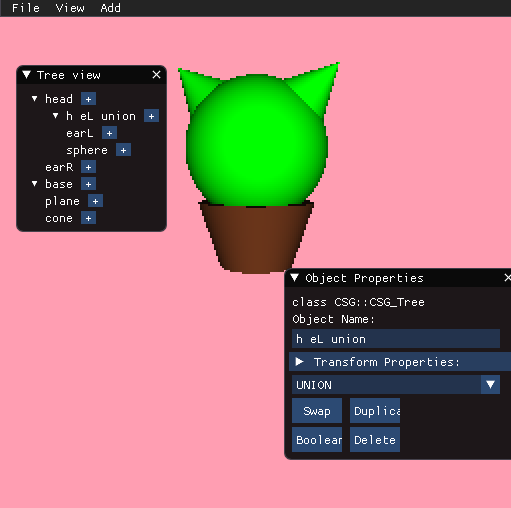 File View Add
Tree view
head +
h eL union +
earL +
sphere +
earR +
base +
plane +
cone +
Object Properties
class CSG::CSG_Tree
Object Name:
h eL union
Transform Properties:
UNION
Swap Duplica
Boolear Delete